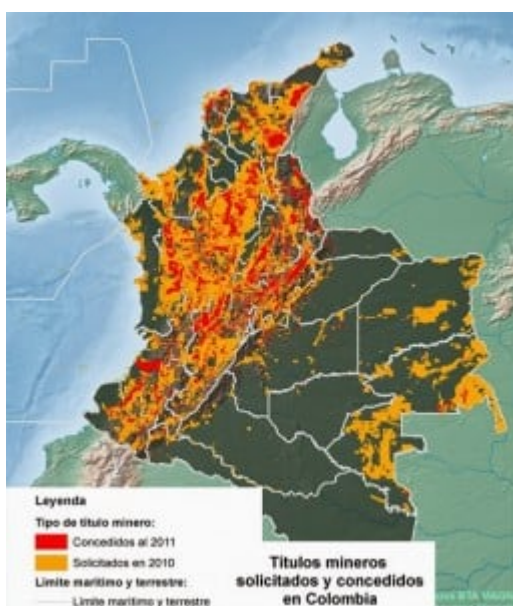 Leyenda
Tipo de título minero:
Concedidos al 2011
Solicitados en 2010
Límite marítimo y terrestre:
Límite marítimo y terrestre
Títulos mineros
solicitados y concedidos
en Colombia